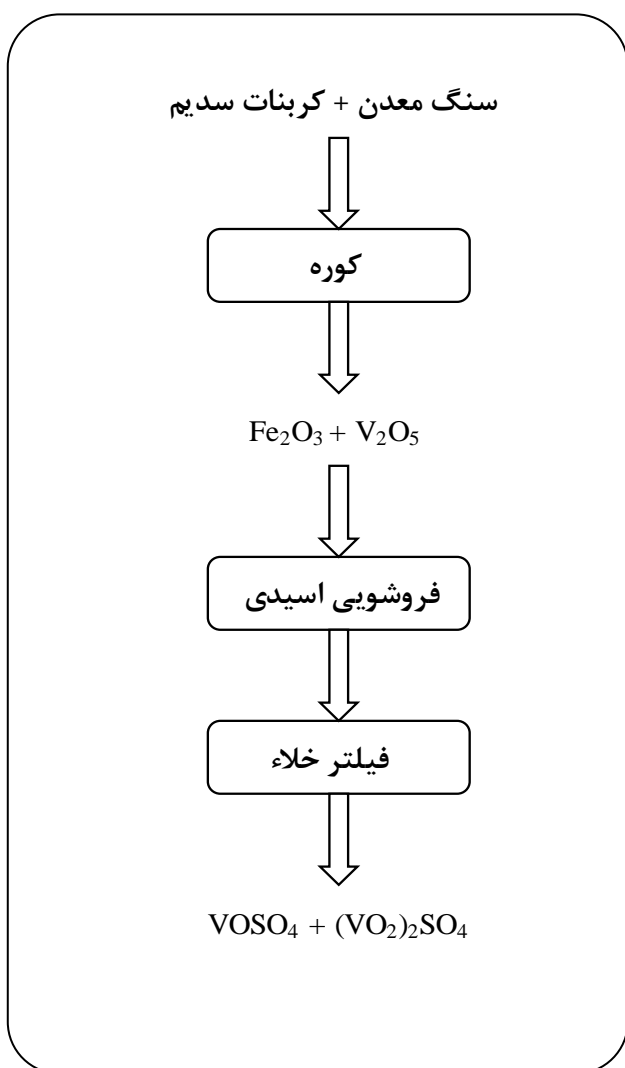 سنگ معدن + کربنات سدیم
کوره
Fe₂O₃ + V₂O₅
فروشویی اسیدی
فیلتر خلاء
VOSO₄ + (VO₂)₂SO₄